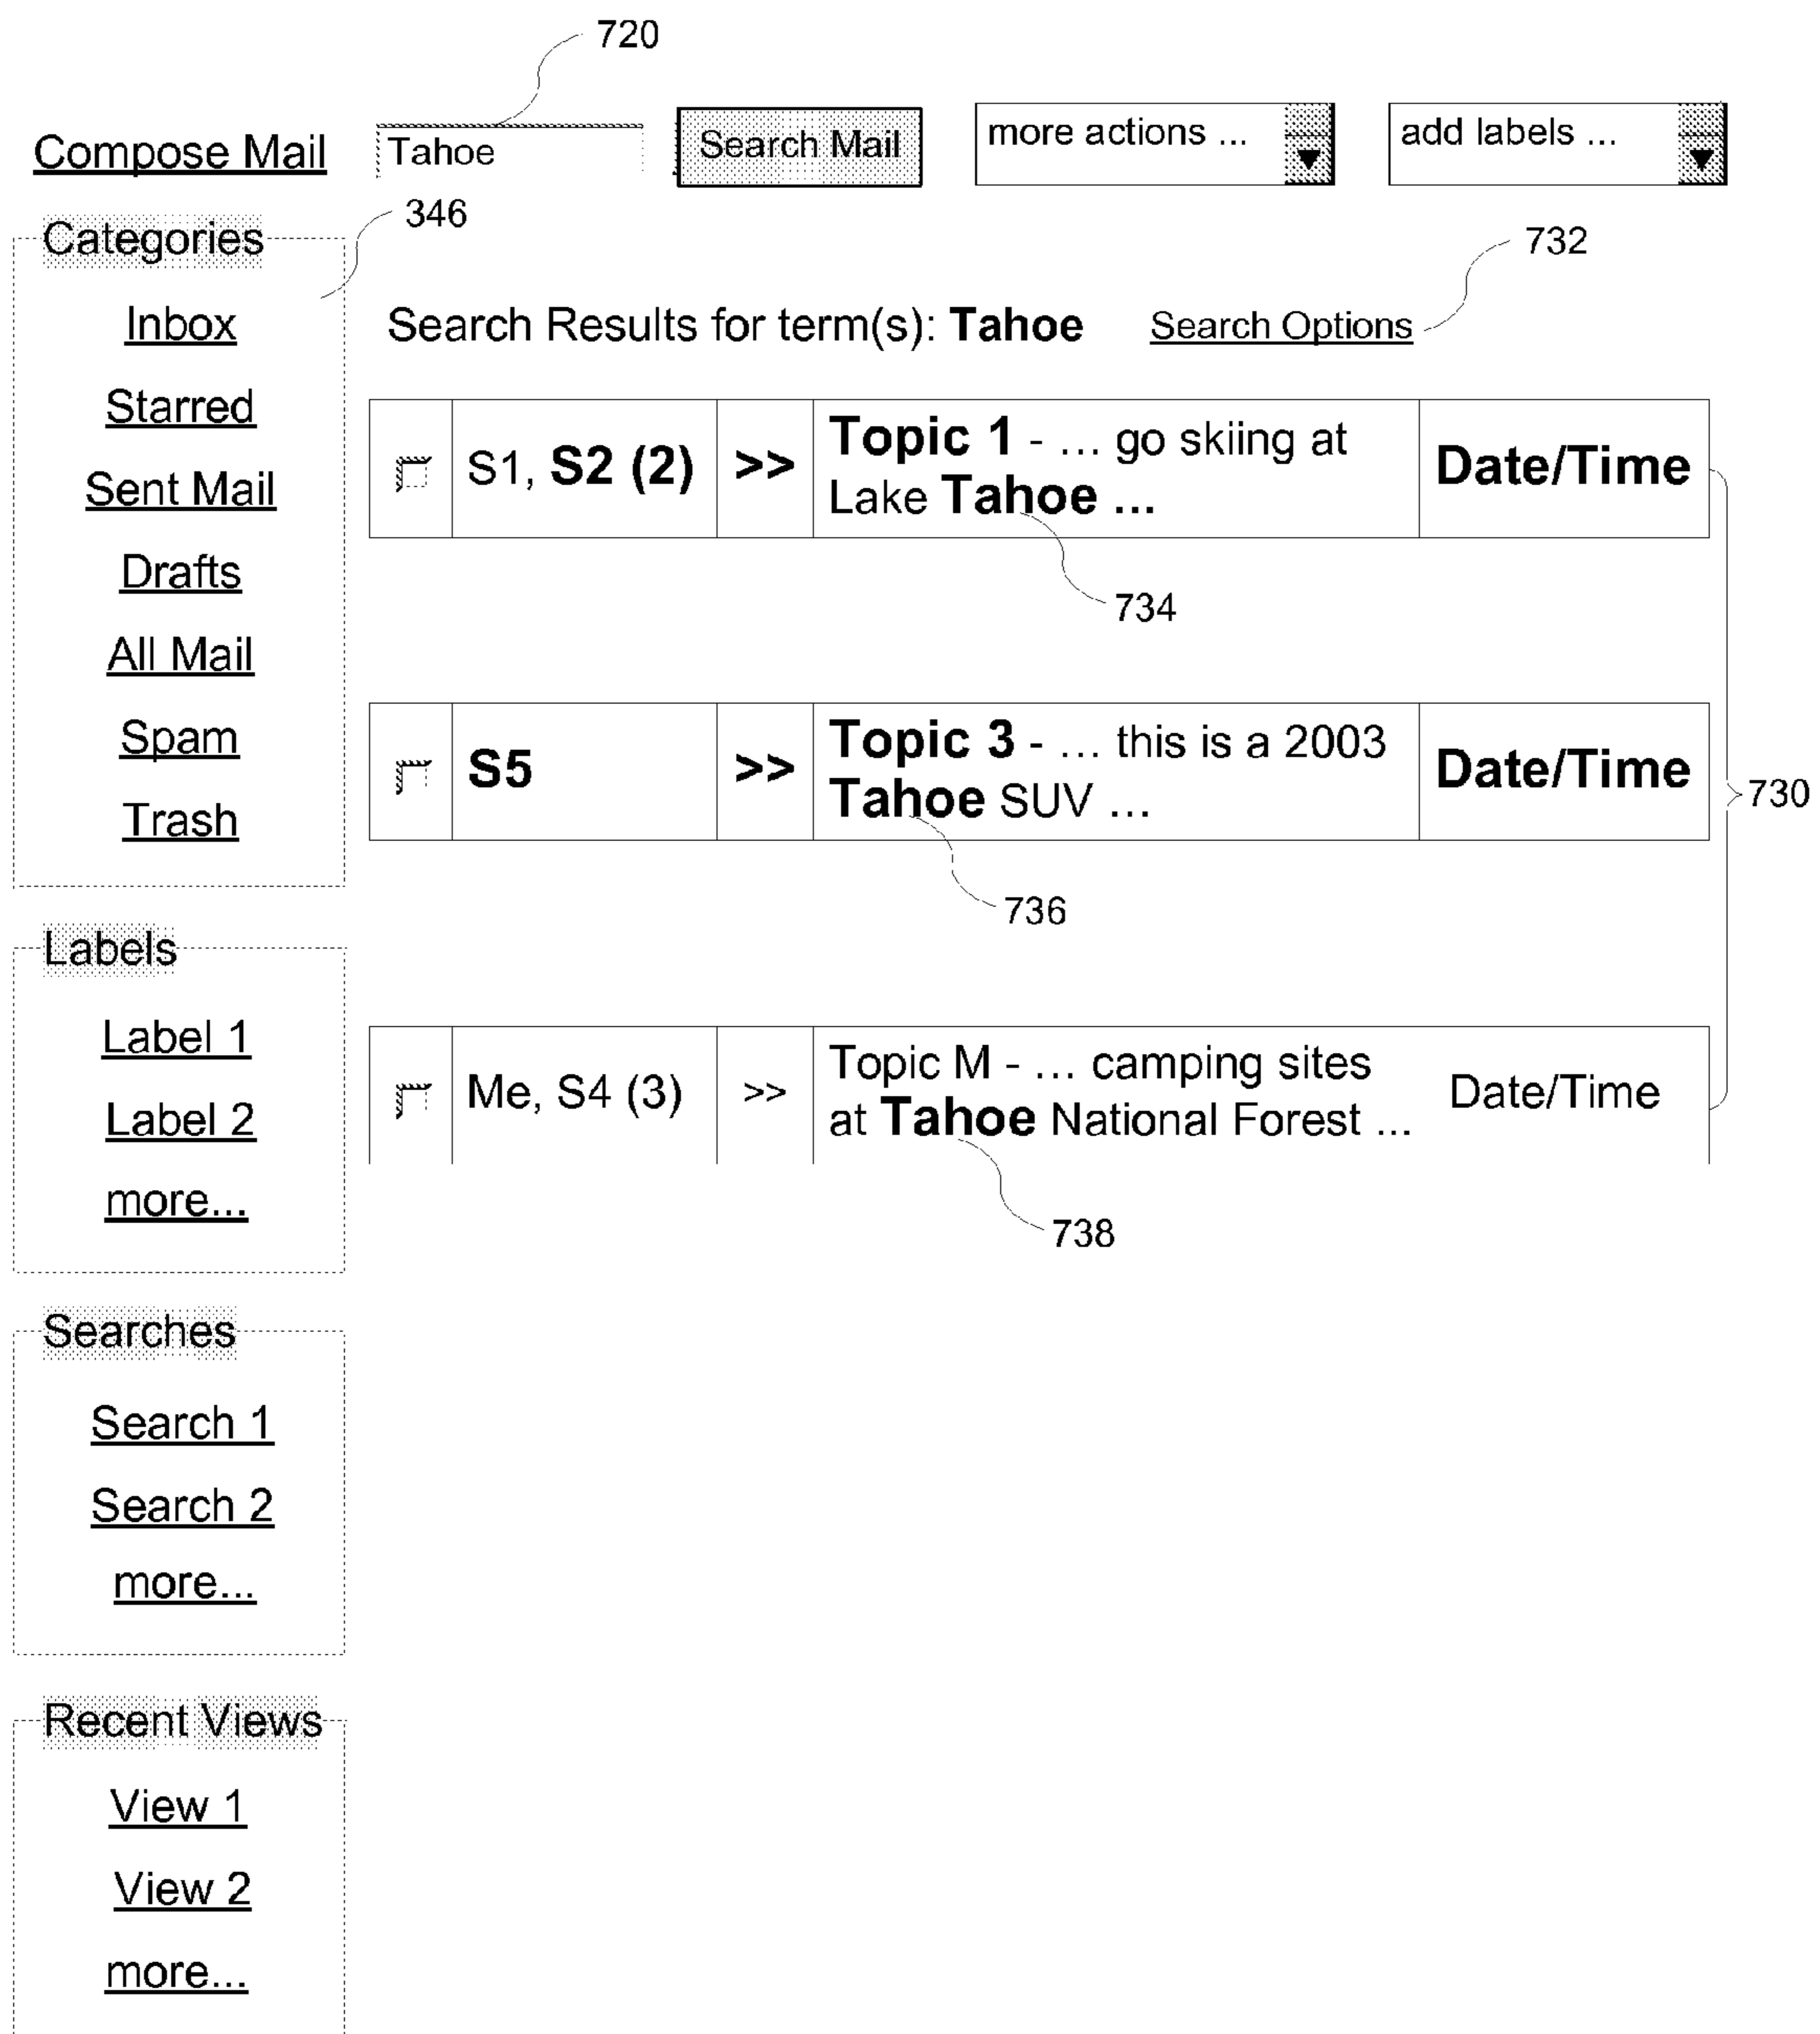 720
Compose Mail
Tahoe
Search Mail
more actions ...
add labels ...
346
Categories
Inbox
Starred
Sent Mail
Drafts
All Mail
Spam
Trash
732
Search Results for term(s): Tahoe
Search Options
S1, S2 (2)
>>
Topic 1 - ... go skiing at
Lake Tahoe ...
Date/Time
734
S5
>>
Topic 3 - ... this is a 2003
Tahoe SUV ...
Date/Time
730
736
Me, S4 (3)
>>
Topic M - ... camping sites
at Tahoe National Forest ...
Date/Time
738
Labels
Label 1
Label 2
more...
Searches
Search 1
Search 2
more...
Recent Views
View 1
View 2
more...